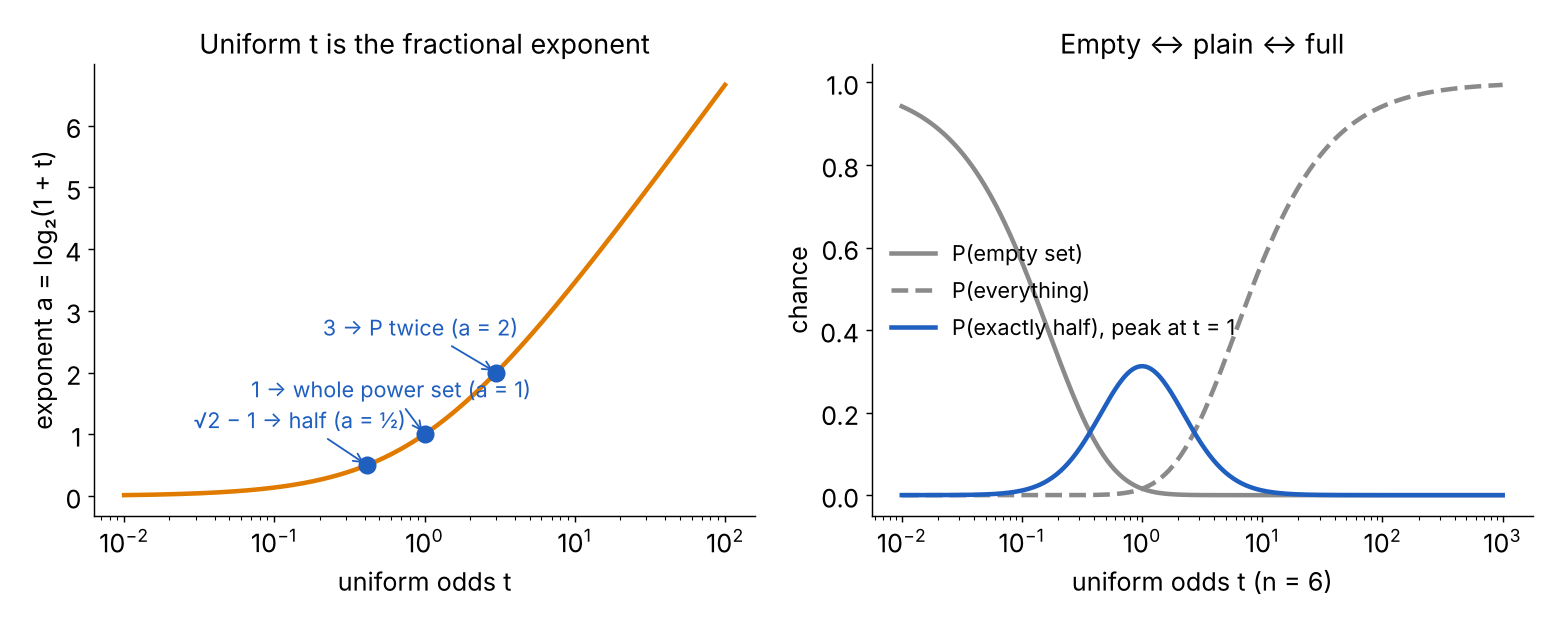 Uniform t is the fractional exponent
exponent a = log₂(1 + t)
6
5
4
3
2
1
0
3 → P twice (a = 2)
1 → whole power set (a = 1)
√2 − 1 → half (a = ½)
10⁻²
10⁻¹
10⁰
10¹
10²
uniform odds t
Empty ↔ plain ↔ full
chance
1.0
0.8
0.6
0.4
0.2
0.0
P(empty set)
P(everything)
P(exactly half), peak at t = 1
10⁻²
10⁻¹
10⁰
10¹
10²
10³
uniform odds t (n = 6)